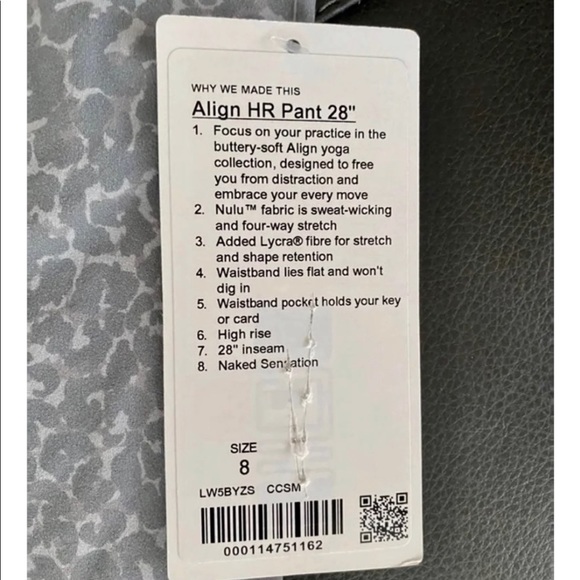 WHY WE MADE THIS
Align HR Pant 28"
1. Focus on your practice in the
buttery-soft Align yoga
collection, designed to free
you from distraction and
embrace your every move
2. Nulu™ fabric is sweat-wicking
and four-way stretch
3. Added Lycra® fibre for stretch
and shape retention
4. Waistband lies flat and won't
dig in
5. Waistband pocket holds your key
or card
6. High rise
7. 28" inseam
8. Naked Sensation
SIZE
8
LW5BYZS CCSM
000114751162